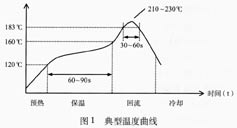 210~230℃
183℃
30~60s
160℃
60~90s
120℃
时间(t)
预热 保温 回流 冷却
图1 典型温度曲线